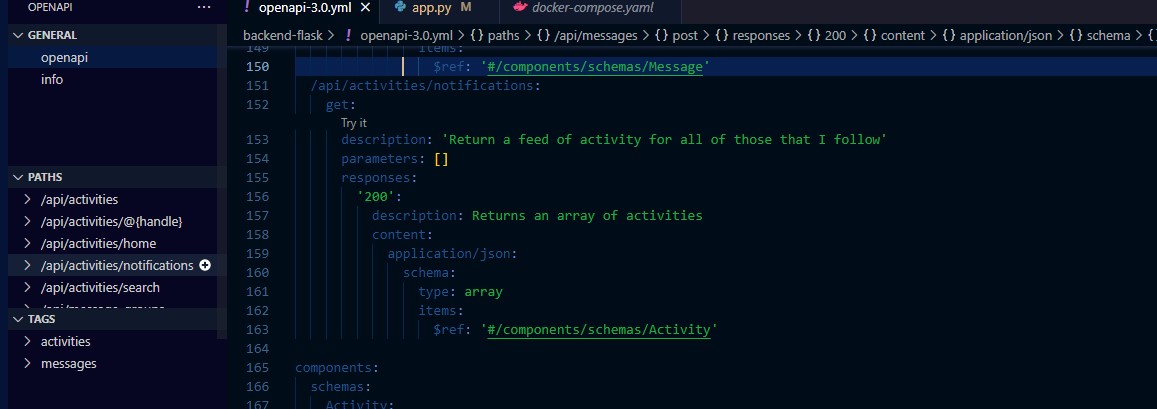 OPENAPI
GENERAL
openapi
info
PATHS
/api/activities
/api/activities/@{handle}
/api/activities/home
/api/activities/notifications
/api/activities/search
/api/message_groups
TAGS
activities
messages
! openapi-3.0.yml × app.py M docker-compose.yaml
backend-flask > ! openapi-3.0.yml > {} paths > {} /api/messages > {} post > {} responses > {} 200 > {} content > {} application/json > {} schema > {}
149 items:
150 $ref: '#/components/schemas/Message'
151 /api/activities/notifications:
152 get:
Try it
153 description: 'Return a feed of activity for all of those that I follow'
154 parameters: []
155 responses:
156 '200':
157 description: Returns an array of activities
158 content:
159 application/json:
160 schema:
161 type: array
162 items:
163 $ref: '#/components/schemas/Activity'
164
165 components:
166 schemas:
167 Activity: